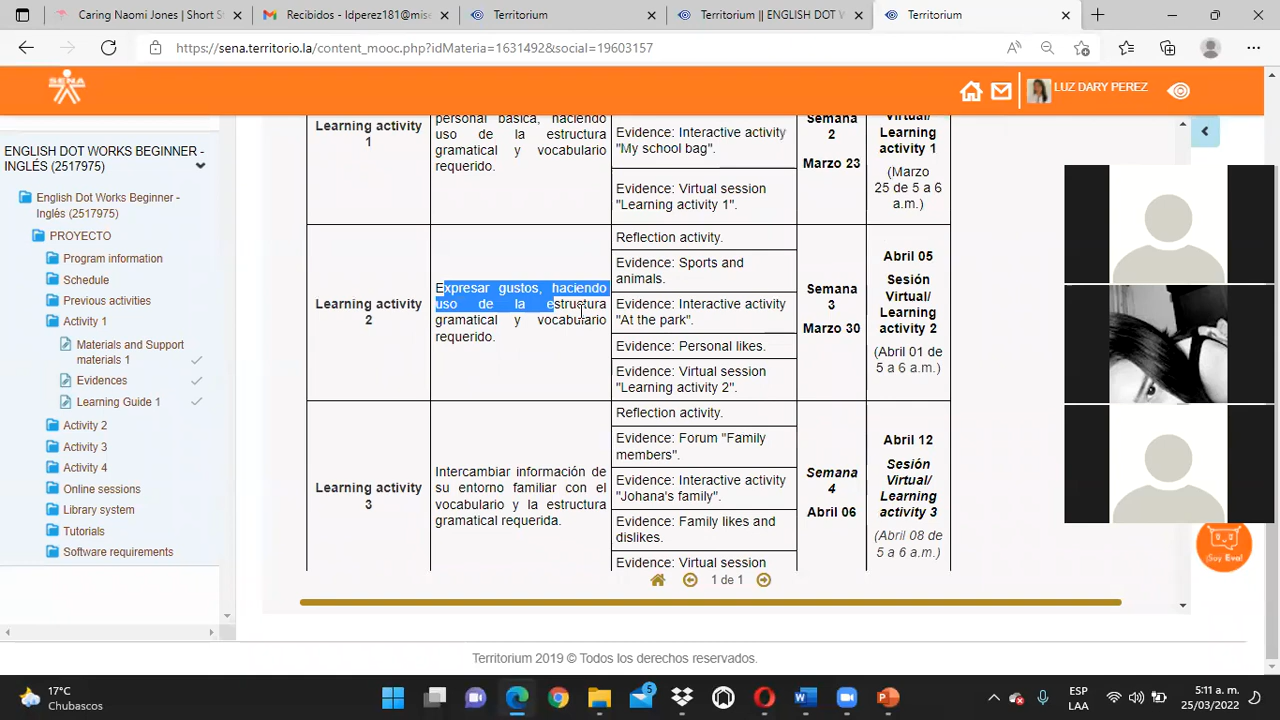 Caring Naomi Jones | Short S
Recibidos - ldperez181@mise
Territorium
Territorium || ENGLISH DOT W
Territorium
https://sena.territorio.la/content_mooc.php?idMateria=1631492&social=19603157
SENA
LUZ DARY PEREZ
ENGLISH DOT WORKS BEGINNER -
INGLÉS (2517975)
English Dot Works Beginner -
Inglés (2517975)
PROYECTO
Program information
Schedule
Previous activities
Activity 1
Materials and Support
materials 1
Evidences
Learning Guide 1
Activity 2
Activity 3
Activity 4
Online sessions
Library system
Tutorials
Software requirements
Learning activity
1
personal básica, haciendo
uso de la estructura
gramatical y vocabulario
requerido.
Evidence: Interactive activity
"My school bag".
Evidence: Virtual session
"Learning activity 1".
Semana
2
Marzo 23
Virtual/
Learning
activity 1
(Marzo
25 de 5 a 6
a.m.)
Learning activity
2
Expresar gustos, haciendo
uso de la estructura
gramatical y vocabulario
requerido.
Reflection activity.
Evidence: Sports and
animals.
Evidence: Interactive activity
"At the park".
Evidence: Personal likes.
Evidence: Virtual session
"Learning activity 2".
Semana
3
Marzo 30
Abril 05
Sesión
Virtual/
Learning
activity 2
(Abril 01 de
5 a 6 a.m.)
Learning activity
3
Intercambiar información de
su entorno familiar con el
vocabulario y la estructura
gramatical requerida.
Reflection activity.
Evidence: Forum "Family
members".
Evidence: Interactive activity
"Johana's family".
Evidence: Family likes and
dislikes.
Evidence: Virtual session
Semana
4
Abril 06
Abril 12
Sesión
Virtual/
Learning
activity 3
(Abril 08 de
5 a 6 a.m.)
1 de 1
¡Soy Eva!
Territorium 2019 © Todos los derechos reservados.
17°C
Chubascos
5
ESP
LAA
5:11 a. m.
25/03/2022